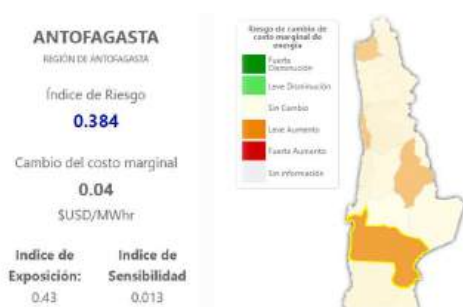 ANTOFAGASTA
REGIÓN DE ANTOFAGASTA
Índice de Riesgo
0.384
Cambio del costo marginal
0.04
$USD/MWhr
Indice de Exposición:
0.43
Indice de Sensibilidad
0.013
Riesgo de cambio de
costo marginal de
energía
Fuerte
Disminución
Leve Disminución
Sin Cambio
Leve Aumento
Fuerte Aumento
Sin información